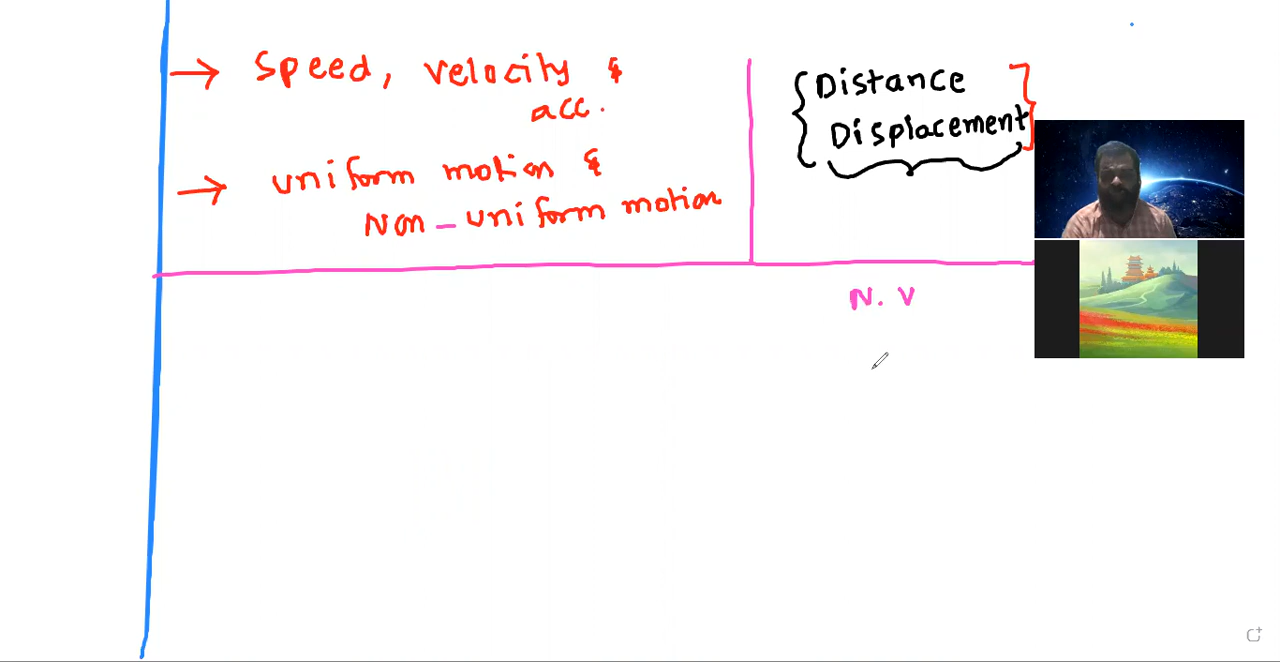 → Speed, velocity &
acc.
→ uniform motion &
Non-uniform motion
{Distance
Displacement}
N. V